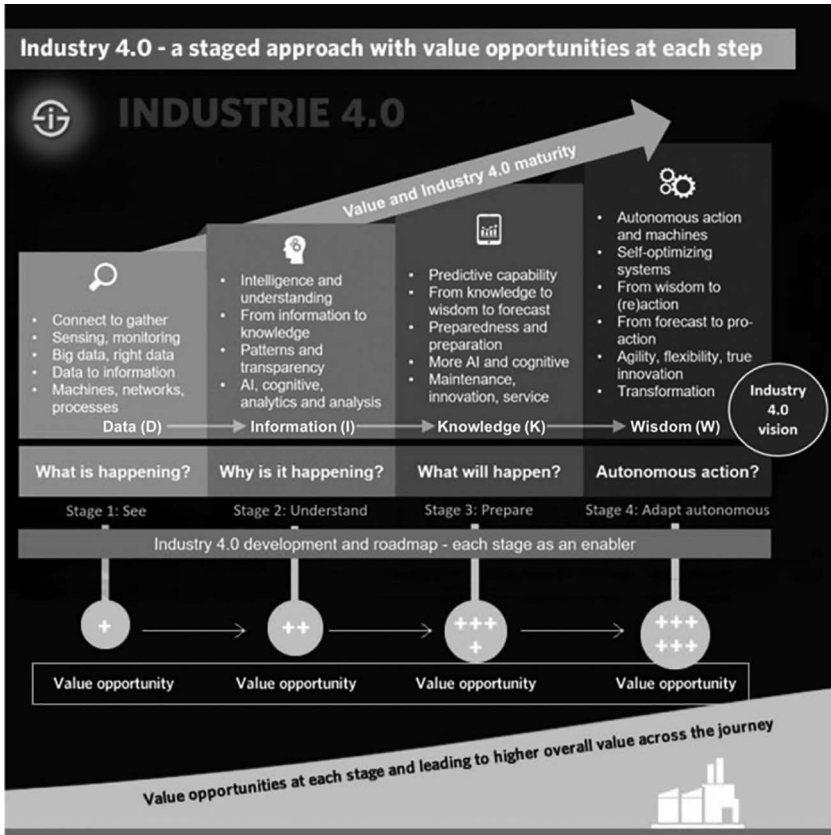 Industry 4.0 - a staged approach with value opportunities at each step
INDUSTRIE 4.0
Value and Industry 4.0 maturity
• Connect to gather
• Sensing, monitoring
• Big data, right data
• Data to information
• Machines, networks,
processes
Data (D)
• Intelligence and
understanding
• From information to
knowledge
• Patterns and
transparency
• AI, cognitive,
analytics and analysis
Information (I)
• Predictive capability
• From knowledge to
wisdom to forecast
• Preparedness and
preparation
• More AI and cognitive
• Maintenance,
innovation, service
Knowledge (K)
• Autonomous action
and machines
• Self-optimizing
systems
• From wisdom to
(re)action
• From forecast to pro-
action
• Agility, flexibility, true
innovation
• Transformation
Wisdom (W)
Industry
4.0
vision
What is happening?
Why is it happening?
What will happen?
Autonomous action?
Stage 1: See
Stage 2: Understand
Stage 3: Prepare
Stage 4: Adapt autonomous
Industry 4.0 development and roadmap - each stage as an enabler
+
++
+++
+
+++
+++
Value opportunity
Value opportunity
Value opportunity
Value opportunity
Value opportunities at each stage and leading to higher overall value across the journey